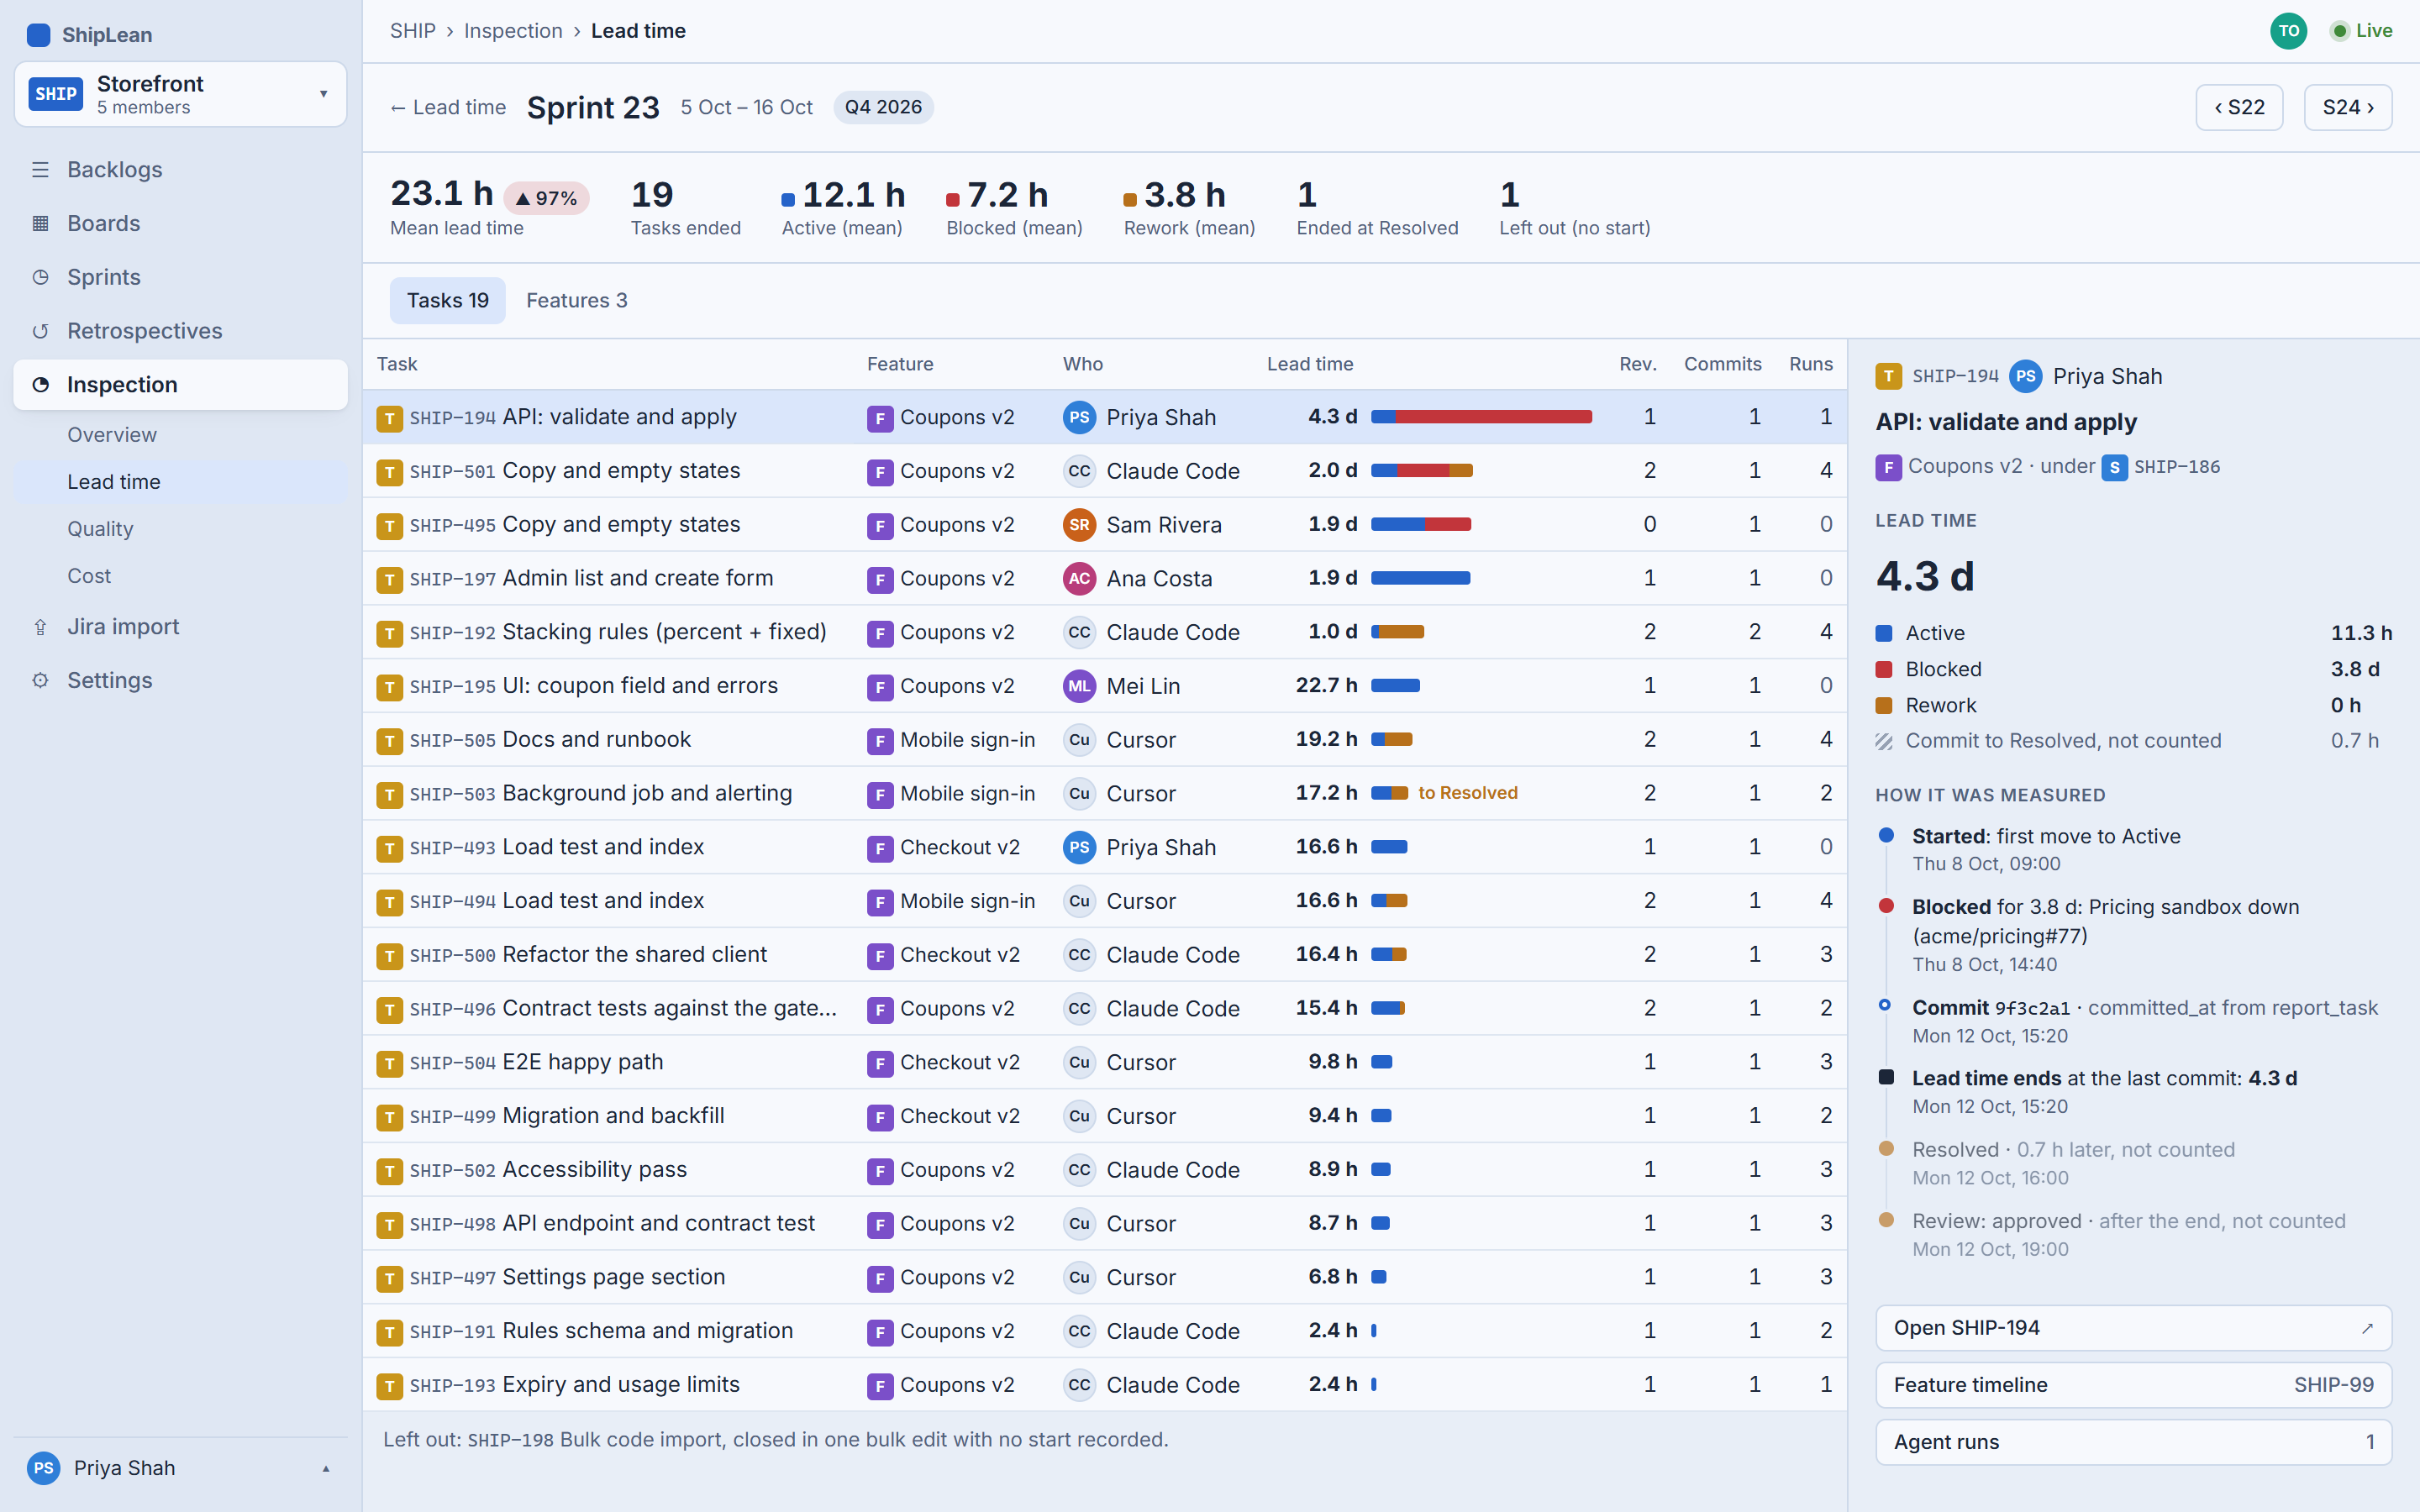 ShipLean
SHIP Storefront
5 members
Backlogs
Boards
Sprints
Retrospectives
Inspection
Overview
Lead time
Quality
Cost
Jira import
Settings
PS Priya Shah
SHIP › Inspection › Lead time
TO Live
← Lead time Sprint 23 5 Oct – 16 Oct Q4 2026
‹ S22 S24 ›
23.1 h ▲ 97%
Mean lead time
19
Tasks ended
12.1 h
Active (mean)
7.2 h
Blocked (mean)
3.8 h
Rework (mean)
1
Ended at Resolved
1
Left out (no start)
Tasks 19 Features 3
Task Feature Who Lead time Rev. Commits Runs
T SHIP-194 API: validate and apply F Coupons v2 PS Priya Shah 4.3 d 1 1 1
T SHIP-501 Copy and empty states F Coupons v2 CC Claude Code 2.0 d 2 1 4
T SHIP-495 Copy and empty states F Coupons v2 SR Sam Rivera 1.9 d 0 1 0
T SHIP-197 Admin list and create form F Coupons v2 AC Ana Costa 1.9 d 1 1 0
T SHIP-192 Stacking rules (percent + fixed) F Coupons v2 CC Claude Code 1.0 d 2 2 4
T SHIP-195 UI: coupon field and errors F Coupons v2 ML Mei Lin 22.7 h 1 1 0
T SHIP-505 Docs and runbook F Mobile sign-in Cu Cursor 19.2 h 2 1 4
T SHIP-503 Background job and alerting F Mobile sign-in Cu Cursor 17.2 h to Resolved 2 1 2
T SHIP-493 Load test and index F Checkout v2 PS Priya Shah 16.6 h 1 1 0
T SHIP-494 Load test and index F Mobile sign-in Cu Cursor 16.6 h 2 1 4
T SHIP-500 Refactor the shared client F Checkout v2 CC Claude Code 16.4 h 2 1 3
T SHIP-496 Contract tests against the gate… F Coupons v2 CC Claude Code 15.4 h 2 1 2
T SHIP-504 E2E happy path F Checkout v2 Cu Cursor 9.8 h 1 1 3
T SHIP-499 Migration and backfill F Checkout v2 Cu Cursor 9.4 h 1 1 2
T SHIP-502 Accessibility pass F Coupons v2 CC Claude Code 8.9 h 1 1 3
T SHIP-498 API endpoint and contract test F Coupons v2 Cu Cursor 8.7 h 1 1 3
T SHIP-497 Settings page section F Coupons v2 Cu Cursor 6.8 h 1 1 3
T SHIP-191 Rules schema and migration F Coupons v2 CC Claude Code 2.4 h 1 1 2
T SHIP-193 Expiry and usage limits F Coupons v2 CC Claude Code 2.4 h 1 1 1
Left out: SHIP-198 Bulk code import, closed in one bulk edit with no start recorded.
T SHIP-194 PS Priya Shah
API: validate and apply
F Coupons v2 · under S SHIP-186
LEAD TIME
4.3 d
Active 11.3 h
Blocked 3.8 d
Rework 0 h
Commit to Resolved, not counted 0.7 h
HOW IT WAS MEASURED
Started: first move to Active
Thu 8 Oct, 09:00
Blocked for 3.8 d: Pricing sandbox down
(acme/pricing#77)
Thu 8 Oct, 14:40
Commit 9f3c2a1 · committed_at from report_task
Mon 12 Oct, 15:20
Lead time ends at the last commit: 4.3 d
Mon 12 Oct, 15:20
Resolved · 0.7 h later, not counted
Mon 12 Oct, 16:00
Review: approved · after the end, not counted
Mon 12 Oct, 19:00
Open SHIP-194 ↗
Feature timeline SHIP-99
Agent runs 1